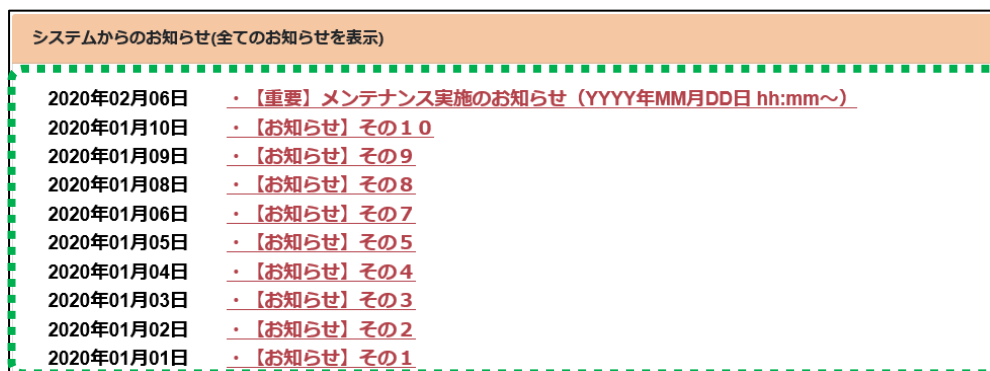 システムからのお知らせ(全てのお知らせを表示)
2020年02月06日 ・【重要】メンテナンス実施のお知らせ（YYYY年MM月DD日 hh:mm～）
2020年01月10日 ・【お知らせ】その１０
2020年01月09日 ・【お知らせ】その９
2020年01月08日 ・【お知らせ】その８
2020年01月06日 ・【お知らせ】その７
2020年01月05日 ・【お知らせ】その５
2020年01月04日 ・【お知らせ】その４
2020年01月03日 ・【お知らせ】その３
2020年01月02日 ・【お知らせ】その２
2020年01月01日 ・【お知らせ】その１